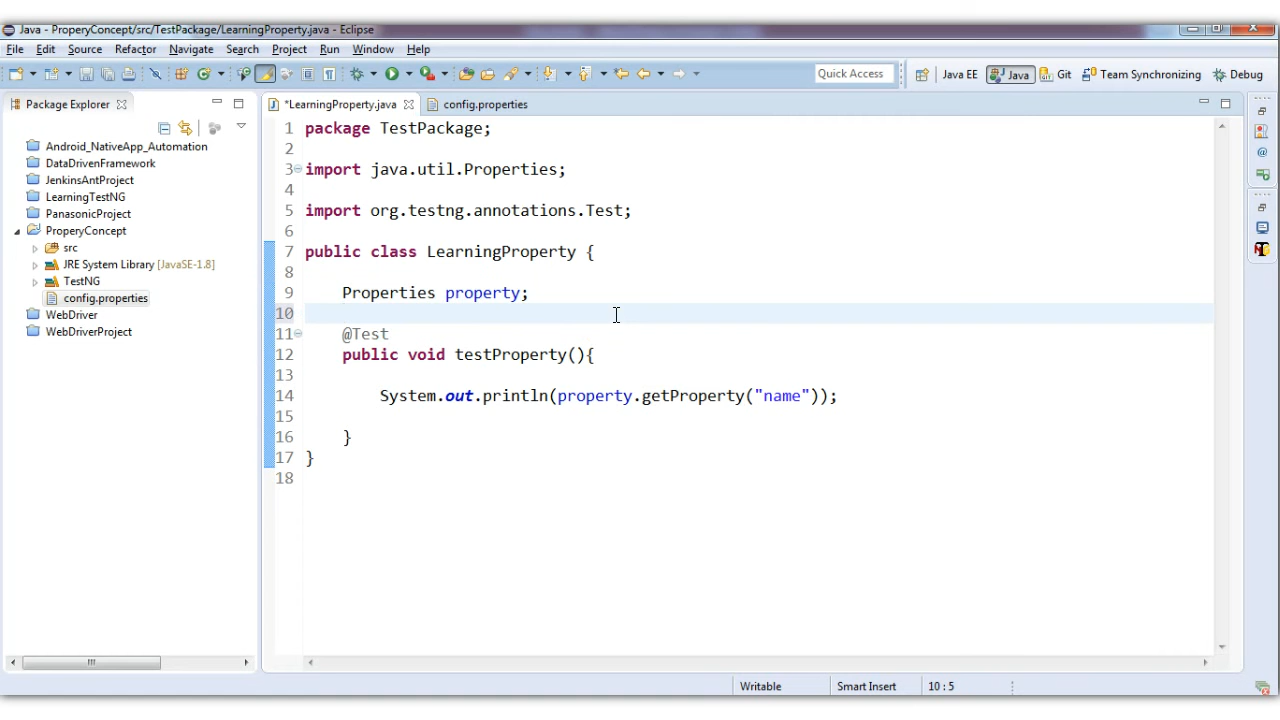 Java - ProperyConcept/src/TestPackage/LearningProperty.java - Eclipse
File Edit Source Refactor Navigate Search Project Run Window Help
Quick Access Java EE Java Git Team Synchronizing Debug
Package Explorer
*LearningProperty.java config.properties
Android_NativeApp_Automation
DataDrivenFramework
JenkinsAntProject
LearningTestNG
PanasonicProject
ProperyConcept
src
JRE System Library [JavaSE-1.8]
TestNG
config.properties
WebDriver
WebDriverProject
1 package TestPackage;
2
3 import java.util.Properties;
4
5 import org.testng.annotations.Test;
6
7 public class LearningProperty {
8
9 Properties property;
10
11 @Test
12 public void testProperty(){
13
14 System.out.println(property.getProperty("name"));
15
16 }
17 }
18
Writable Smart Insert 10 : 5